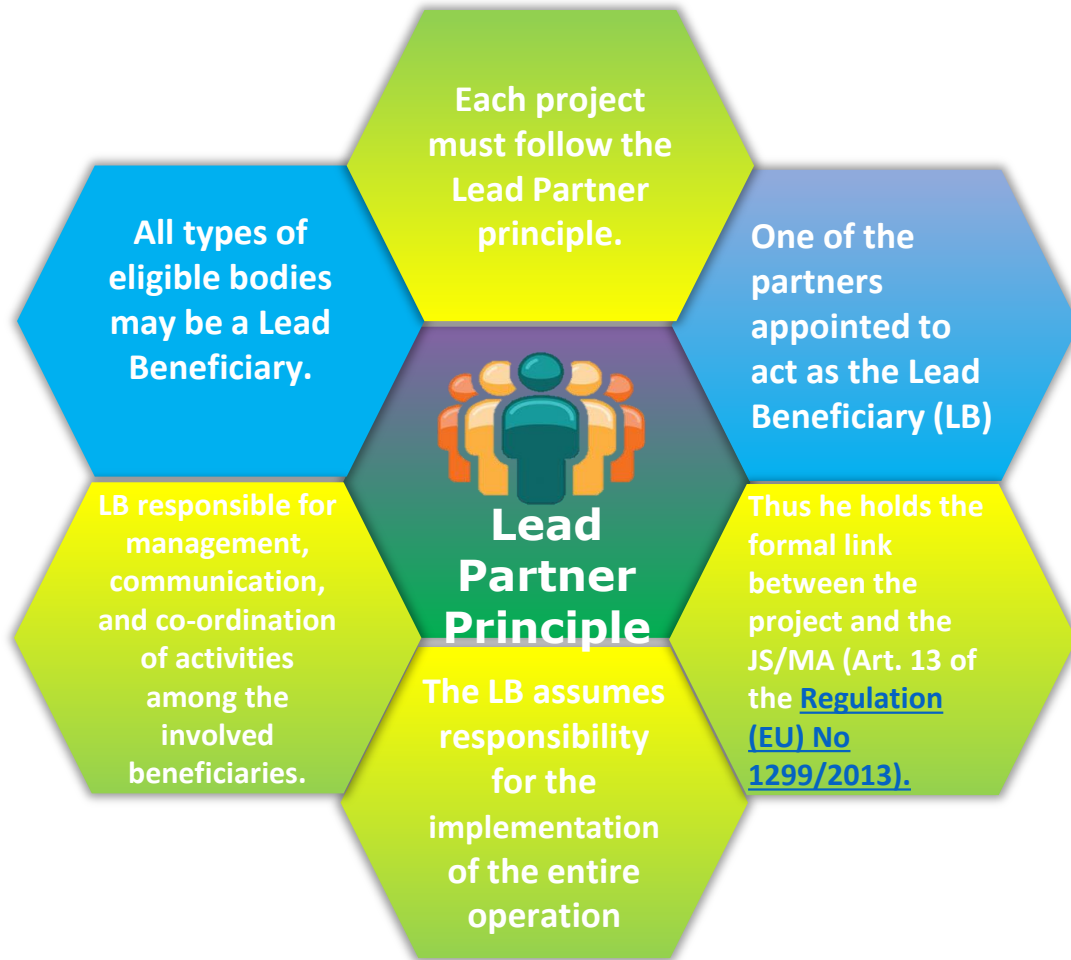 Each project
must follow the
Lead Partner
principle.
One of the
partners
appointed to
act as the Lead
Beneficiary (LB)
Thus he holds the
formal link
between the
project and the
JS/MA (Art. 13 of
the Regulation
(EU) No
1299/2013).
The LB assumes
responsibility
for the
implementation
of the entire
operation
LB responsible for
management,
communication,
and co-ordination
of activities
among the
involved
beneficiaries.
All types of
eligible bodies
may be a Lead
Beneficiary.
Lead
Partner
Principle